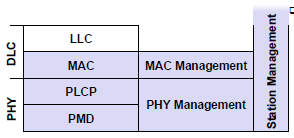 DLC
LLC
MAC
MAC Management
PHY
PLCP
PHY Management
PMD
Station Management